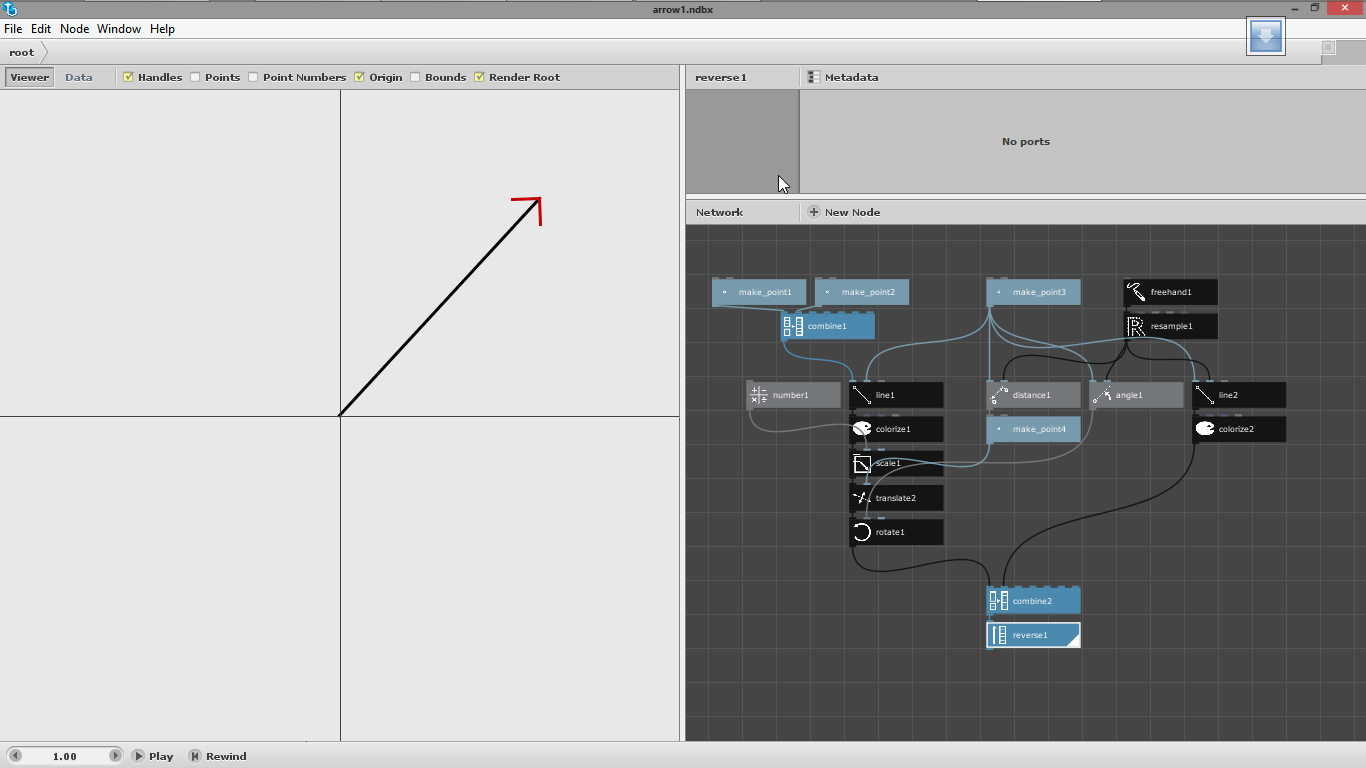 arrow1.ndbx
File Edit Node Window Help
root
Viewer Data Handles Points Point Numbers Origin Bounds Render Root
reverse1 Metadata
No ports
Network New Node
make_point1 make_point2 make_point3 freehand1
combine1 resample1
number1 line1 distance1 angle1 line2
colorize1 make_point4 colorize2
scale1
translate2
rotate1
combine2
reverse1
1.00 Play Rewind